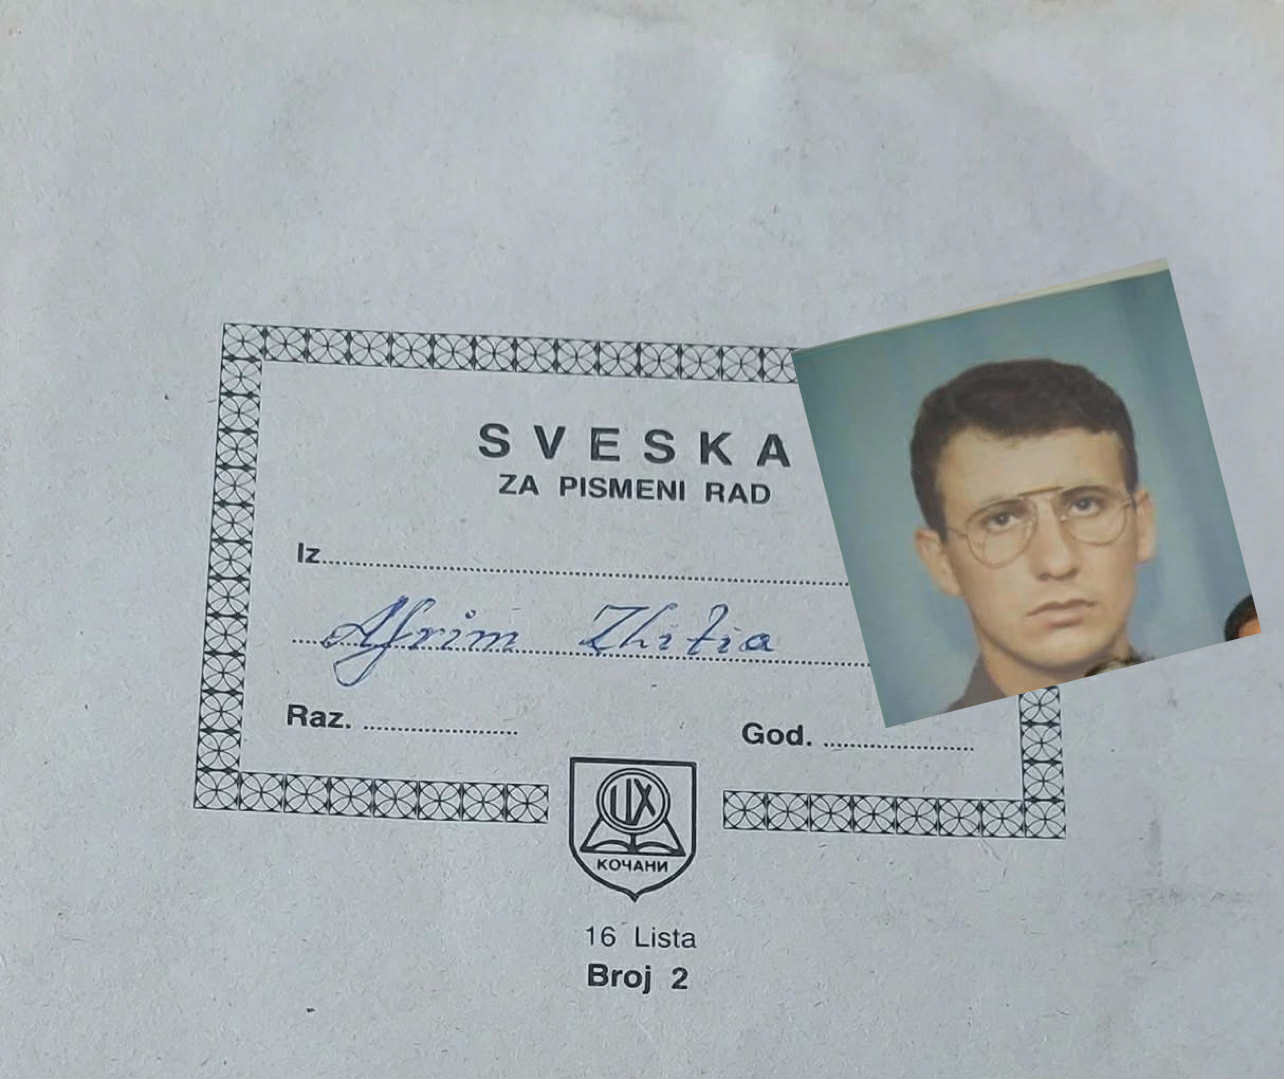 SVESKA
ZA PISMENI RAD
Iz
Afrim Zhitia
Raz. God.
UX
КОЧАНИ
16 Lista
Broj 2